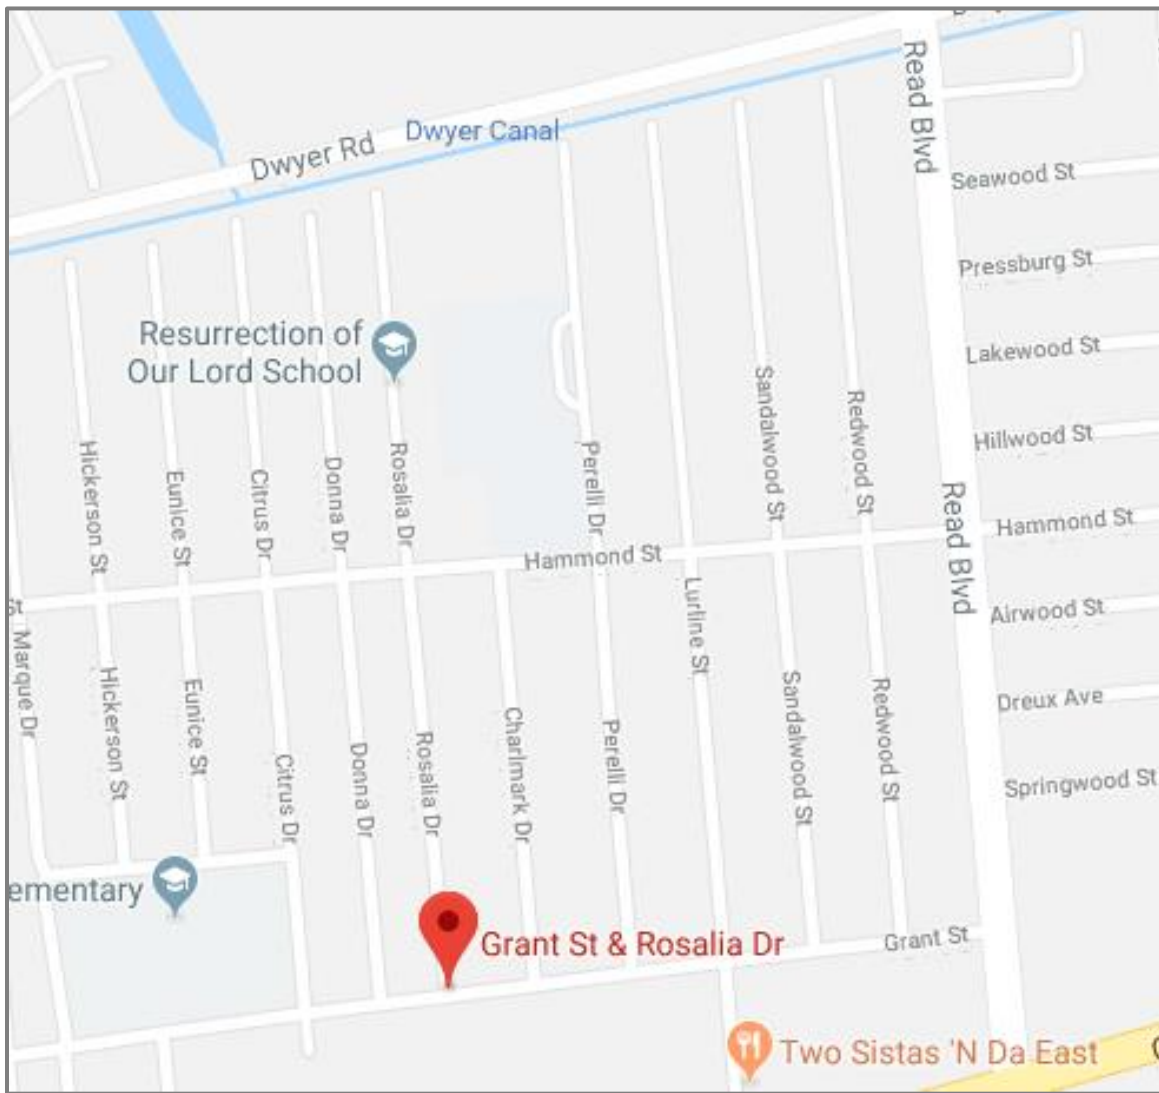 Dwyer Rd
Dwyer Canal
Read Blvd
Seawood St
Pressburg St
Lakewood St
Hillwood St
Hammond St
Airwood St
Dreux Ave
Springwood St
Resurrection of
Our Lord School
Hickerson St
Eunice St
Citrus Dr
Donna Dr
Rosalia Dr
Perelli Dr
Sandalwood St
Redwood St
Read Blvd
Hammond St
St
Marque Dr
Hickerson St
Eunice St
Citrus Dr
Donna Dr
Rosalia Dr
Charlmark Dr
Perelli Dr
Lurline St
Sandalwood St
Redwood St
ementary
Grant St & Rosalia Dr
Grant St
Two Sistas 'N Da East